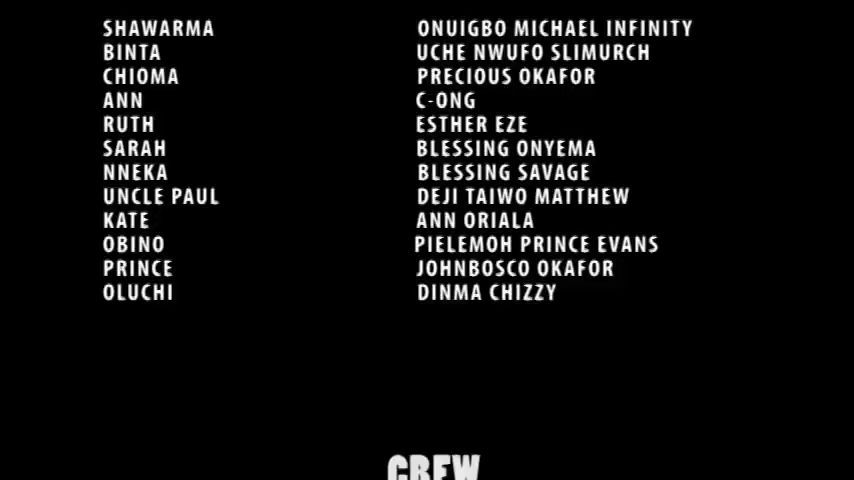 SHAWARMA ONUIGBO MICHAEL INFINITY
BINTA UCHE NWUFO SLIMURCH
CHIOMA PRECIOUS OKAFOR
ANN C-ONG
RUTH ESTHER EZE
SARAH BLESSING ONYEMA
NNEKA BLESSING SAVAGE
UNCLE PAUL DEJI TAIWO MATTHEW
KATE ANN ORIALA
OBINO PIELEMOH PRINCE EVANS
PRINCE JOHNBOSCO OKAFOR
OLUCHI DINMA CHIZZY
CREW